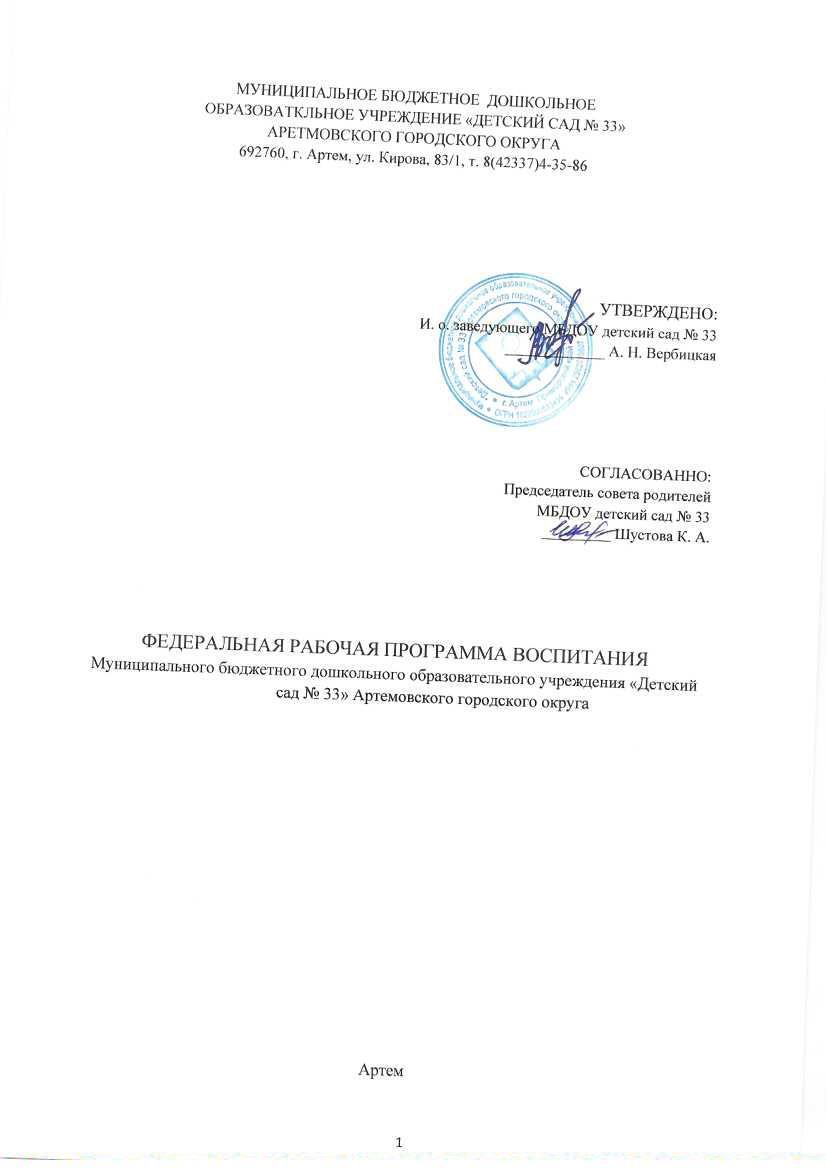 МУНИЦИПАЛЬНОЕ БЮДЖЕТНОЕ ДОШКОЛЬНОЕ
ОБРАЗОВАТКЛЬНОЕ УЧРЕЖДЕНИЕ «ДЕТСКИЙ САД № 33»
АРЕТМОВСКОГО ГОРОДСКОГО ОКРУГА
692760, г. Артем, ул. Кирова, 83/1, т. 8(42337)4-35-86
УТВЕРЖДЕНО:
И. о. заведующего МБДОУ детский сад № 33
____________ А. Н. Вербицкая
СОГЛАСОВАННО:
Председатель совета родителей
МБДОУ детский сад № 33
_________ Шустова К. А.
ФЕДЕРАЛЬНАЯ РАБОЧАЯ ПРОГРАММА ВОСПИТАНИЯ
Муниципального бюджетного дошкольного образовательного учреждения «Детский
сад № 33» Артемовского городского округа
Артем
1